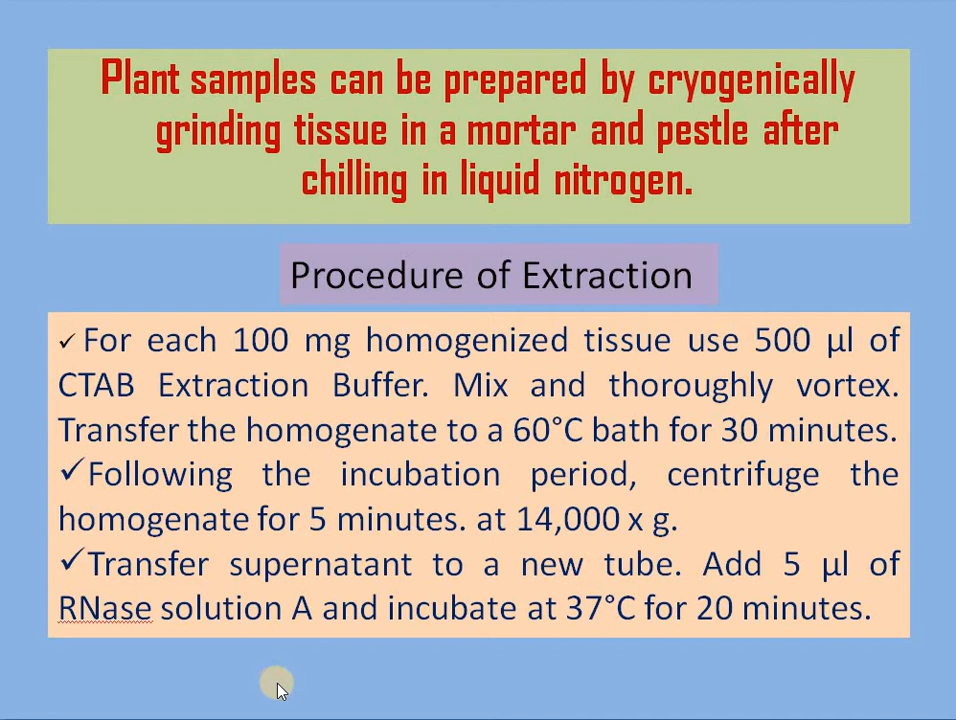 Plant samples can be prepared by cryogenically
grinding tissue in a mortar and pestle after
chilling in liquid nitrogen.
Procedure of Extraction
✓For each 100 mg homogenized tissue use 500 µl of
CTAB Extraction Buffer. Mix and thoroughly vortex.
Transfer the homogenate to a 60°C bath for 30 minutes.
✓Following the incubation period, centrifuge the
homogenate for 5 minutes. at 14,000 x g.
✓Transfer supernatant to a new tube. Add 5 µl of
RNase solution A and incubate at 37°C for 20 minutes.